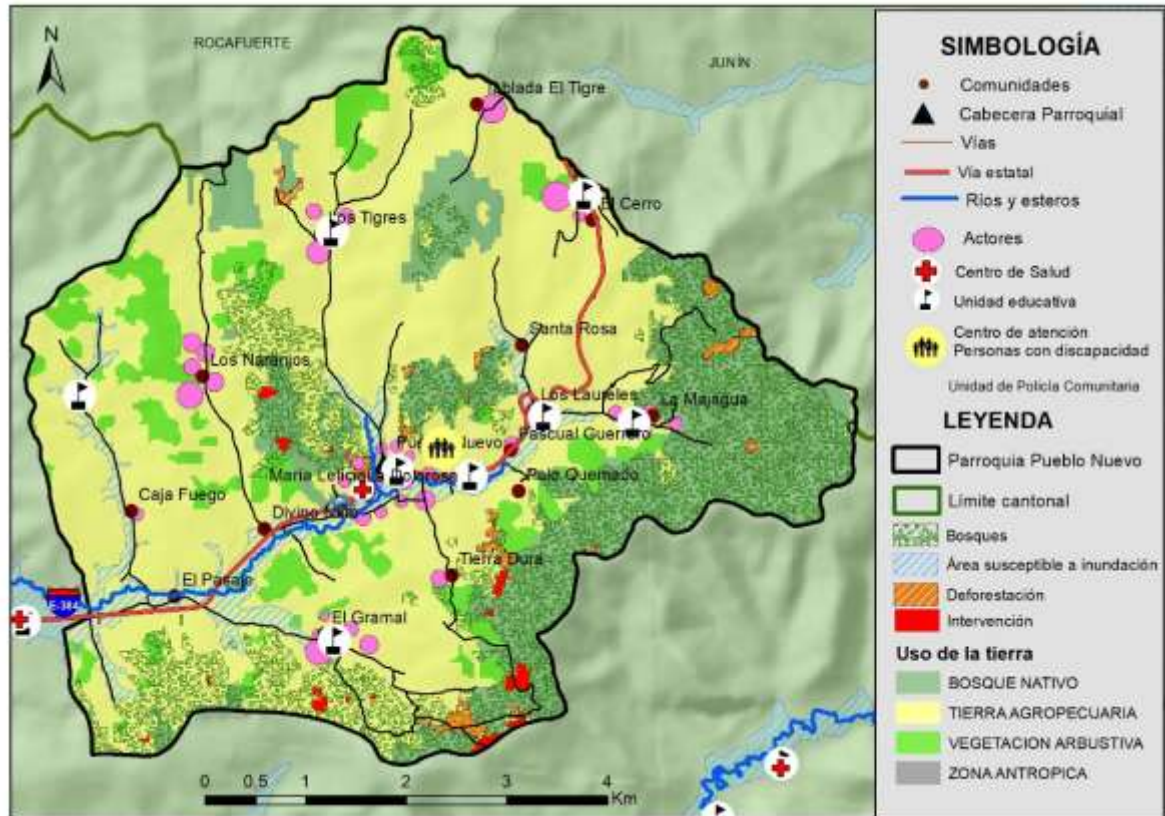 N
ROCAFUERTE
JUNÍN
Tablada El Tigre
El Cerro
Los Tigres
Santa Rosa
Los Naranjos
Los Laureles
La Majagua
Pascual Guerrero
Palo Quemado
Caja Fuego
Divino Niño
Tierra Dura
El Pasaje
E-384
El Gramal
0 0.5 1 2 3 4
Km
SIMBOLOGÍA
Comunidades
Cabecera Parroquial
Vías
Vía estatal
Ríos y esteros
Actores
Centro de Salud
Unidad educativa
Centro de atención
Personas con discapacidad
Unidad de Policía Comunitaria
LEYENDA
Parroquia Pueblo Nuevo
Límite cantonal
Bosques
Área susceptible a inundación
Deforestación
Intervención
Uso de la tierra
BOSQUE NATIVO
TIERRA AGROPECUARIA
VEGETACION ARBUSTIVA
ZONA ANTROPICA